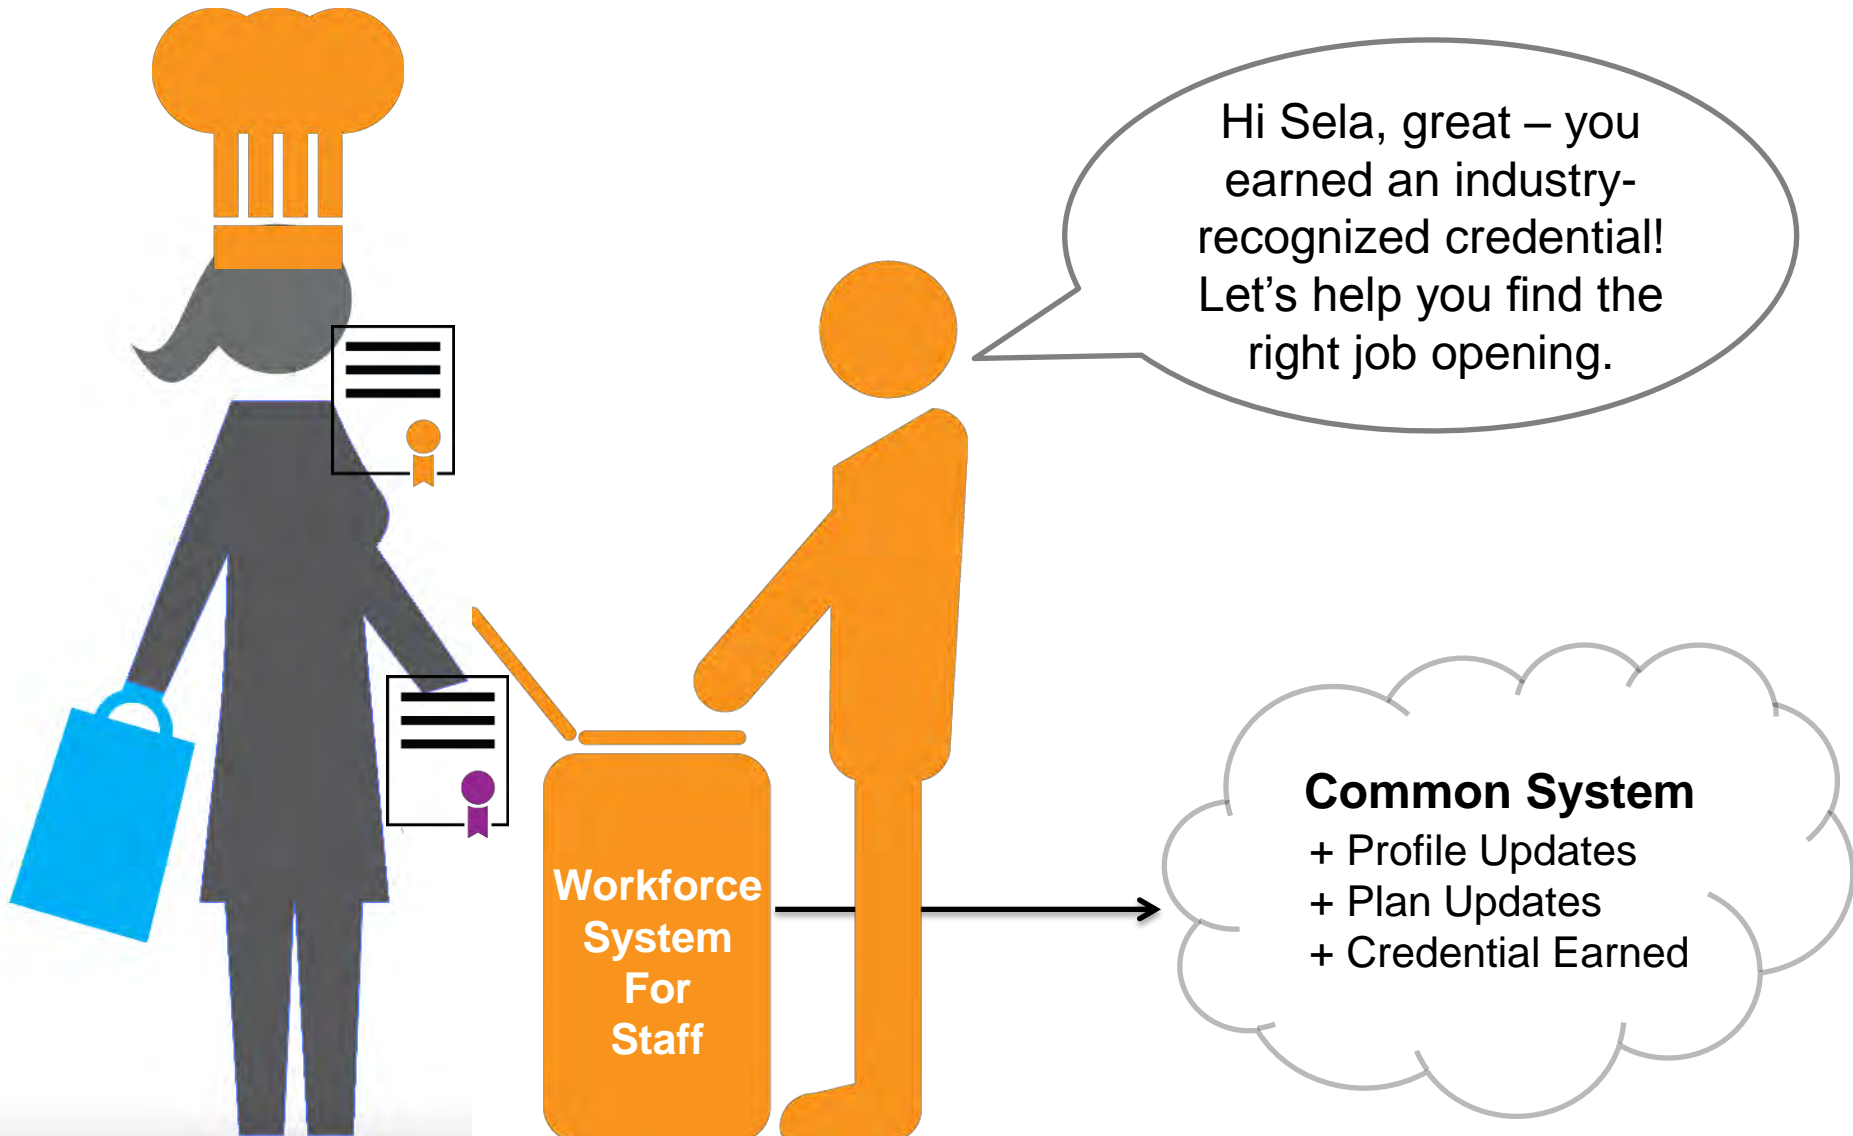 Hi Sela, great – you
earned an industry-
recognized credential!
Let’s help you find the
right job opening.
Common System
+ Profile Updates
+ Plan Updates
+ Credential Earned
Workforce
System
For
Staff